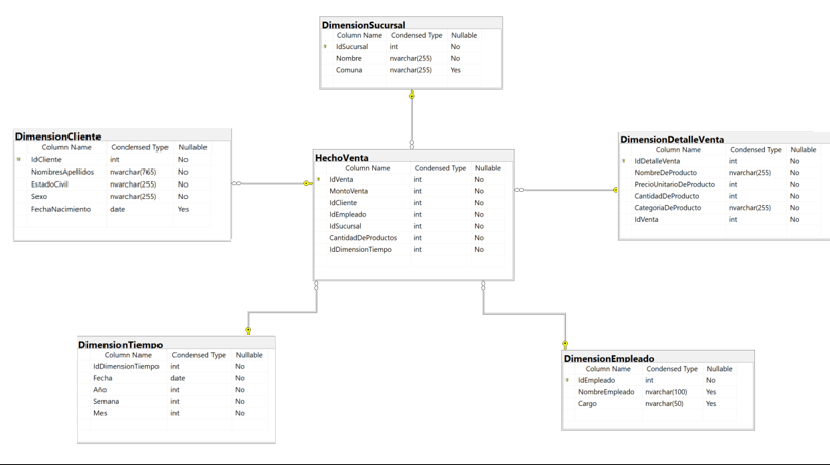 DimensionSucursal
Column Name Condensed Type Nullable
IdSucursal int No
Nombre nvarchar(255) No
Comuna nvarchar(255) Yes
DimensionCliente
Column Name Condensed Type Nullable
IdCliente int No
NombresApellidos nvarchar(765) No
EstadoCivil nvarchar(255) No
Sexo nvarchar(255) No
FechaNacimiento date Yes
HechoVenta
Column Name Condensed Type Nullable
IdVenta int No
MontoVenta int No
IdCliente int No
IdEmpleado int No
IdSucursal int No
CantidadDeProductos int No
IdDimensionTiempo int No
DimensionDetalleVenta
Column Name Condensed Type Nullable
IdDetalleVenta int No
NombreDeProducto nvarchar(255) No
PrecioUnitarioDeProducto int No
CantidadDeProducto int No
CategoriaDeProducto nvarchar(255) No
IdVenta int No
DimensionTiempo
Column Name Condensed Type Nullable
IdDimensionTiempo int No
Fecha date No
Año int No
Semana int No
Mes int No
DimensionEmpleado
Column Name Condensed Type Nullable
IdEmpleado int No
NombreEmpleado nvarchar(100) Yes
Cargo nvarchar(50) Yes